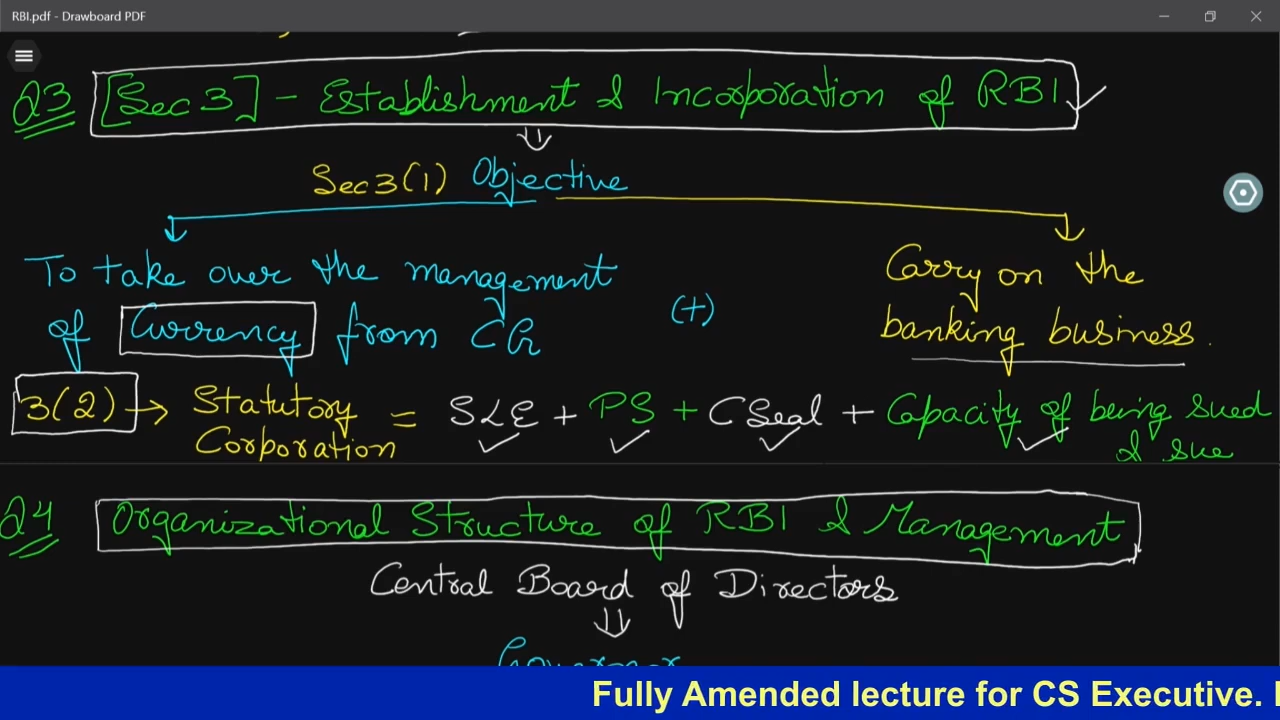 RBI.pdf - Drawboard PDF
Q3 [Sec 3] - Establishment & Incorporation of RBI
Sec 3(1) Objective
To take over the management
of Currency from CG
(+)
Carry on the
banking business.
3(2) → Statutory
Corporation
= SLE + PS + CSeal + Capacity of being sued
& sue
Q4 Organizational Structure of RBI & Management
Central Board of Directors
Governor
Fully Amended lecture for CS Executive.